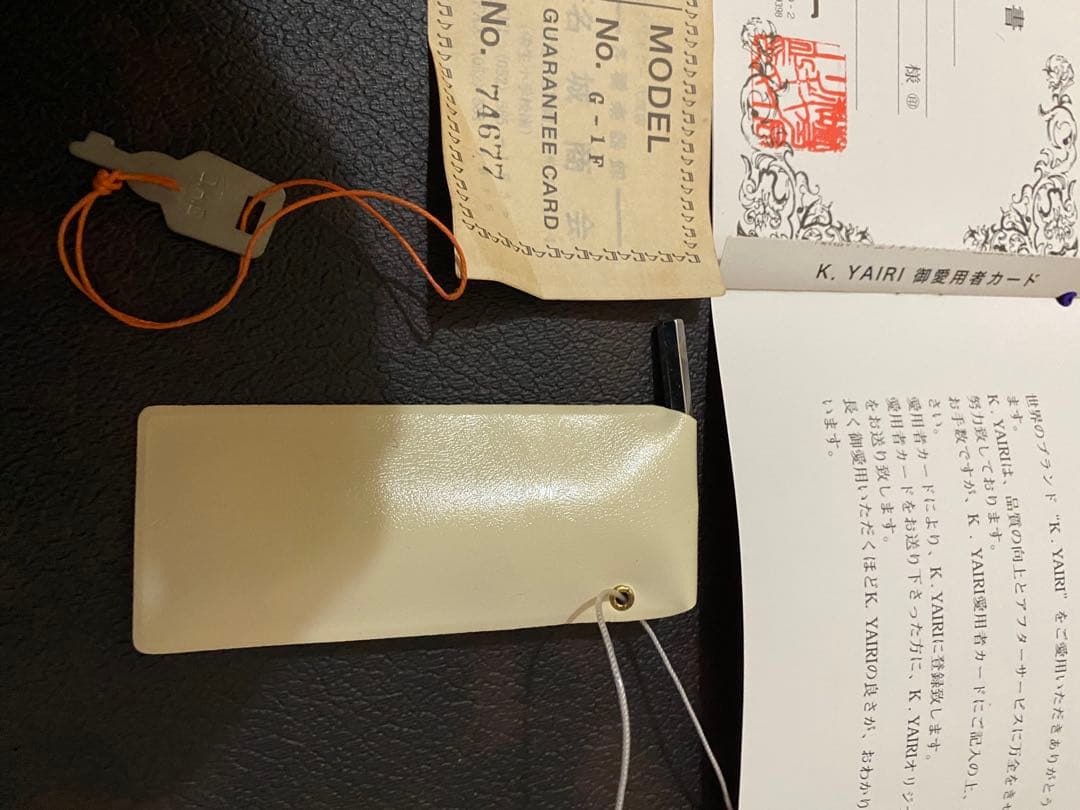 MODEL
No. G-1F
GUARANTEE CARD
No. 74677
名城商会
書
様 ㊞
K. YAIRI 御愛用者カード
世界のブランド “K. YAIRI” をご愛用いただきありがとう
ます。
K. YAIRIは、品質の向上とアフターサービスに万全をき
努力致しております。
お手数ですが、K. YAIRI愛用者カードにご記入の上、
さい。
愛用者カードにより、K. YAIRIに登録致します。
愛用者カードをお送り下さった方に、K. YAIRIオリジ
をお送り致します。
長く御愛用いただくほどK. YAIRIの良さが、おわかり
います。